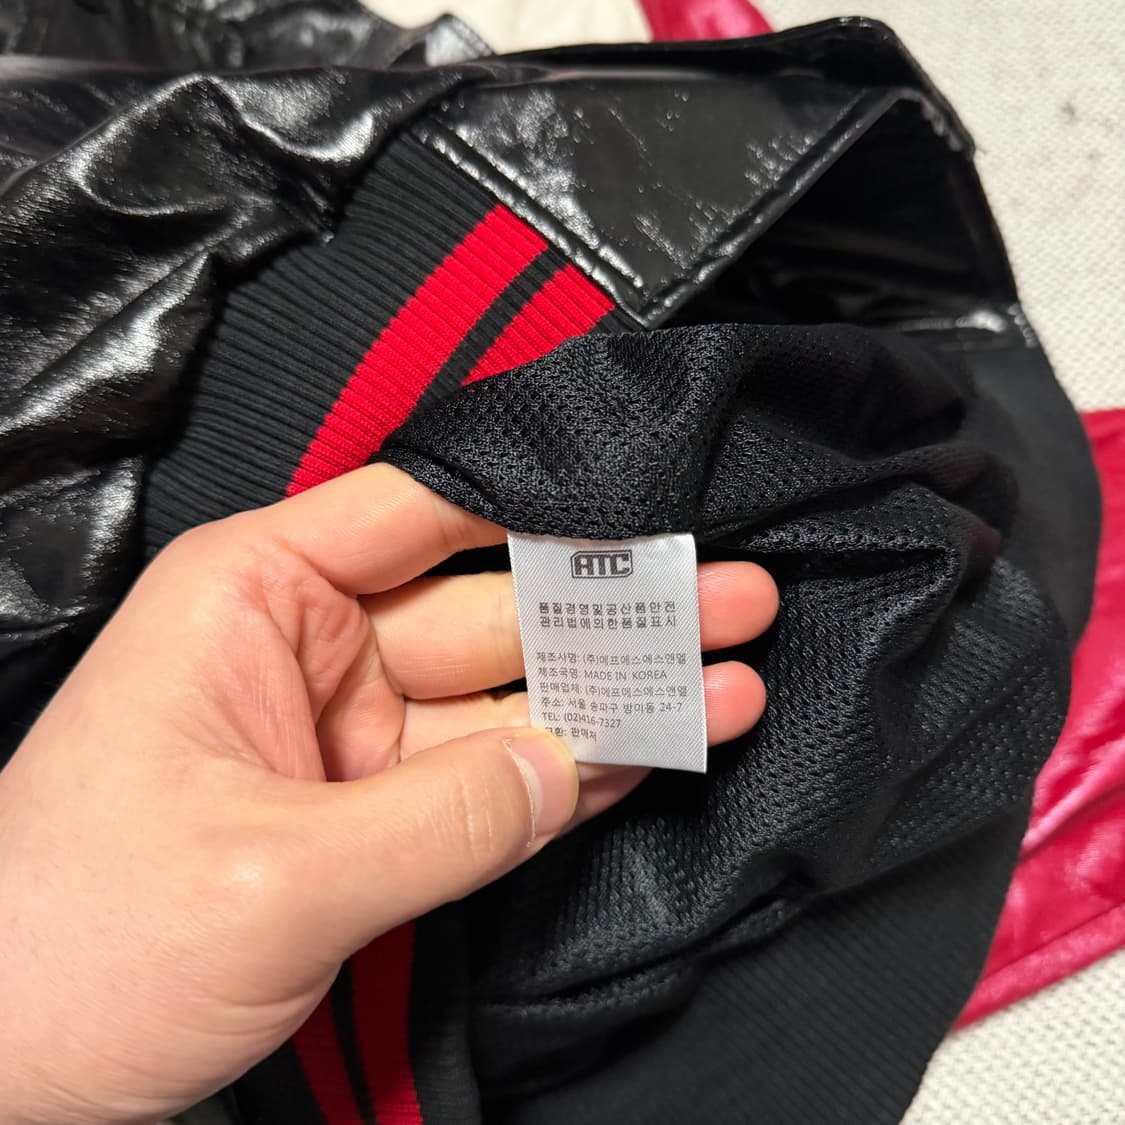 ATC
품질경영및공산품안전
관리법에의한품질표시
제조사명: (주)에프에스에스앤엘
제조국명: MADE IN KOREA
판매업체: (주)에프에스에스앤엘
주소: 서울 송파구 방이동 24-7
TEL: (02)416-7327
교환: 판매처